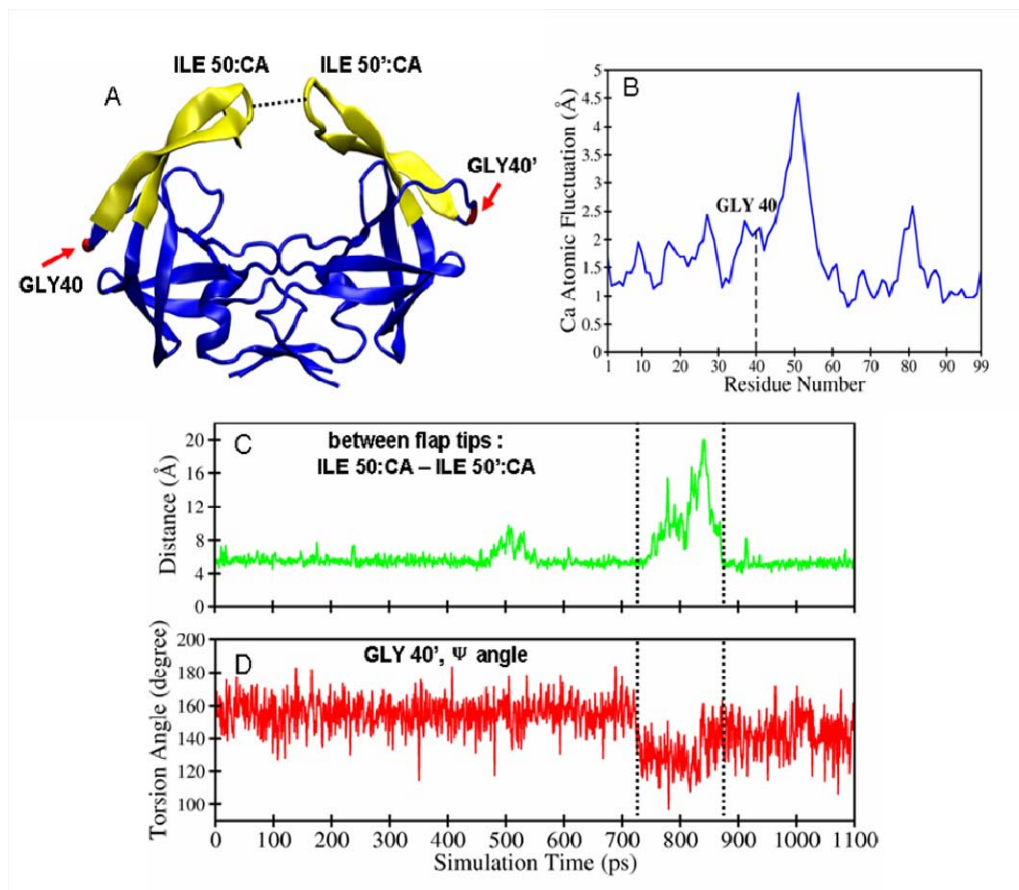 A
ILE 50:CA
ILE 50':CA
GLY40'
GLY40
B
Ca Atomic Fluctuation (Å)
5
4.5
4
3.5
3
2.5
2
1.5
1
0.5
0
GLY 40
1 10 20 30 40 50 60 70 80 90 99
Residue Number
C
between flap tips :
ILE 50:CA – ILE 50':CA
Distance (Å)
20
16
12
8
4
0
D
GLY 40', Ψ angle
Torsion Angle (degree)
200
180
160
140
120
100
0 100 200 300 400 500 600 700 800 900 1000 1100
Simulation Time (ps)